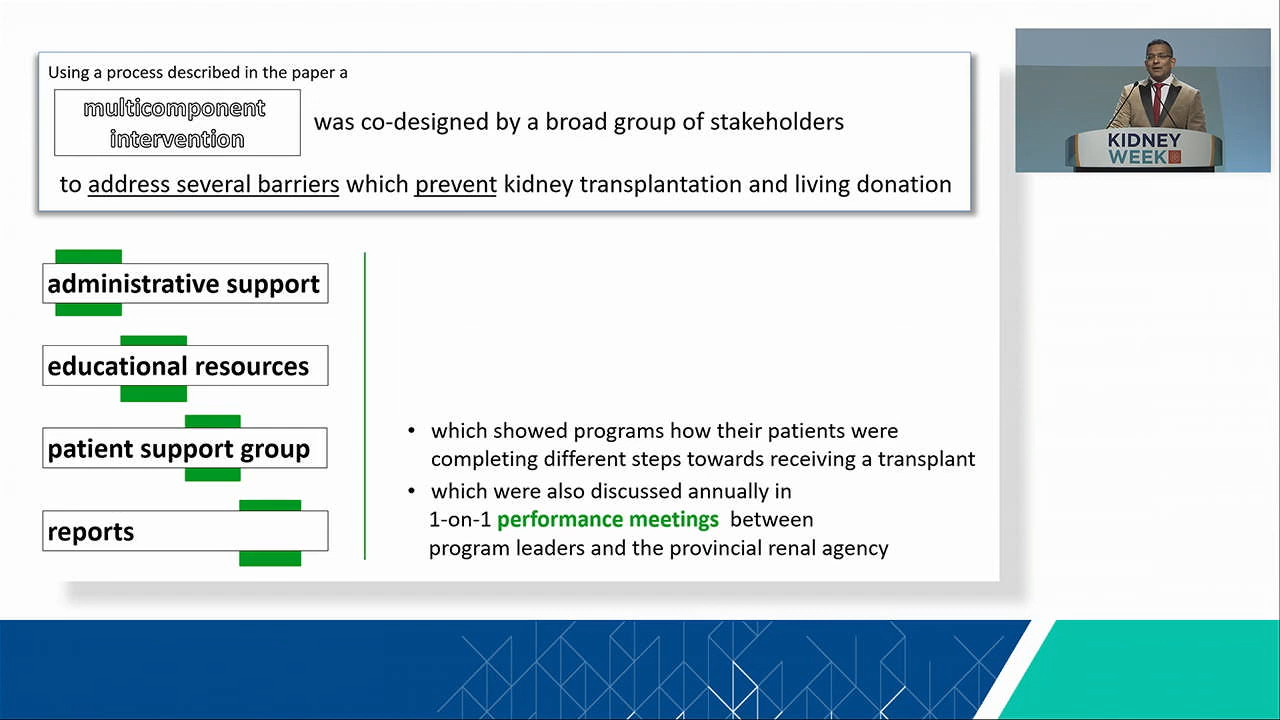 Using a process described in the paper a
multicomponent
intervention
was co-designed by a broad group of stakeholders
to address several barriers which prevent kidney transplantation and living donation
KIDNEY
WEEK
administrative support
educational resources
patient support group
reports
• which showed programs how their patients were
completing different steps towards receiving a transplant
• which were also discussed annually in
1-on-1 performance meetings between
program leaders and the provincial renal agency